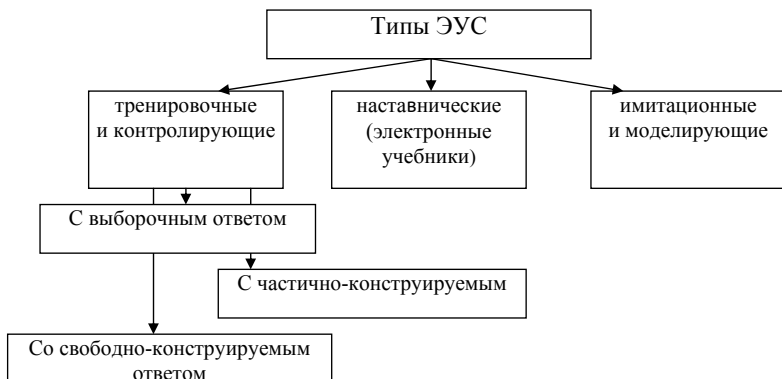 Типы ЭУС
тренировочные
и контролирующие
наставнические
(электронные
учебники)
имитационные
и моделирующие
С выборочным ответом
С частично-конструируемым
Со свободно-конструируемым
ответом